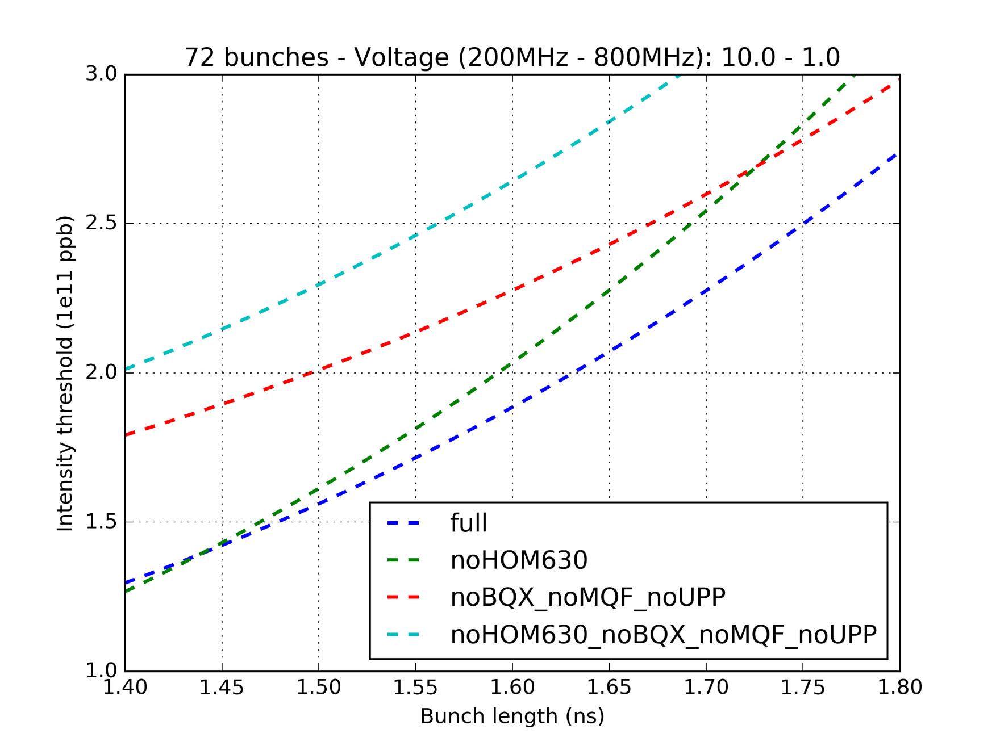 72 bunches - Voltage (200MHz - 800MHz): 10.0 - 1.0
Intensity threshold (1e11 ppb)
3.0
2.5
2.0
1.5
1.0
full
noHOM630
noBQX_noMQF_noUPP
noHOM630_noBQX_noMQF_noUPP
1.40 1.45 1.50 1.55 1.60 1.65 1.70 1.75 1.80
Bunch length (ns)